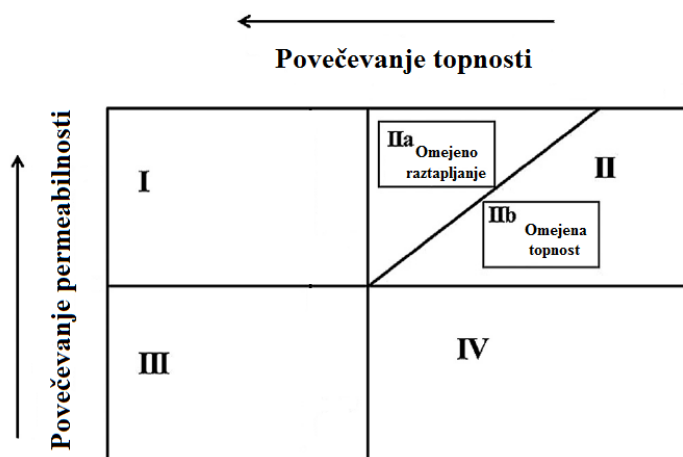 Povečevanje topnosti
Povečevanje permeabilnosti
I
IIa
Omejeno
raztapljanje
II
IIb
Omejena
topnost
III
IV